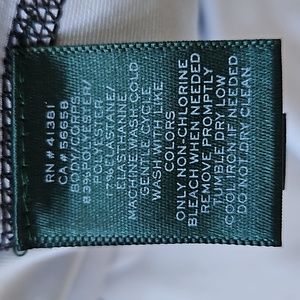 RN # 41381
CA # 56658
BODY/CORPS
83% POLYESTER/
POLYESTER
17% ELASTANE/
ELASTHANNE
MACHINE WASH COLD
GENTLE CYCLE
WASH WITH LIKE
COLORS
ONLY NON-CHLORINE
BLEACH WHEN NEEDED
REMOVE PROMPTLY
TUMBLE DRY LOW
COOL IRON IF NEEDED
DO NOT DRY CLEAN